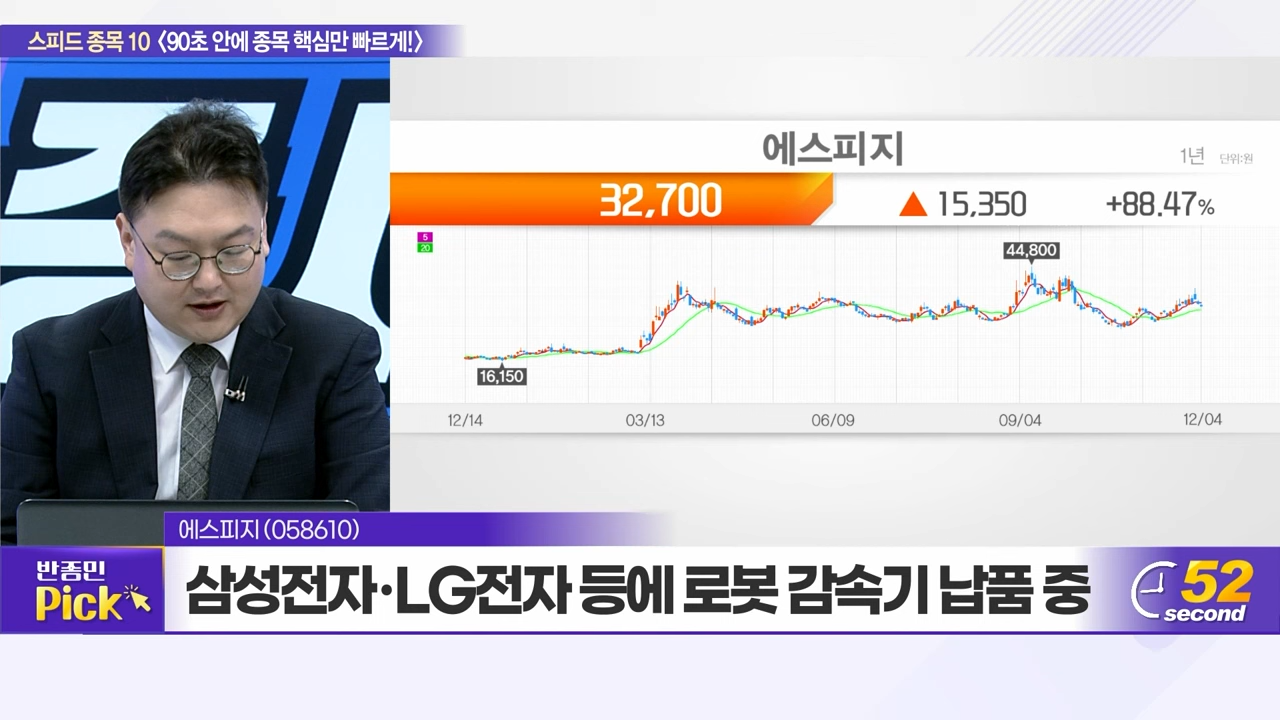 스피드 종목 10 〈90초 안에 종목 핵심만 빠르게!〉
에스피지
1년 단위:원
32,700 ▲ 15,350 +88.47%
5
20
44,800
16,150
12/14 03/13 06/09 09/04 12/04
에스피지(058610)
반종민
Pick
삼성전자·LG전자 등에 로봇 감속기 납품 중
52
second